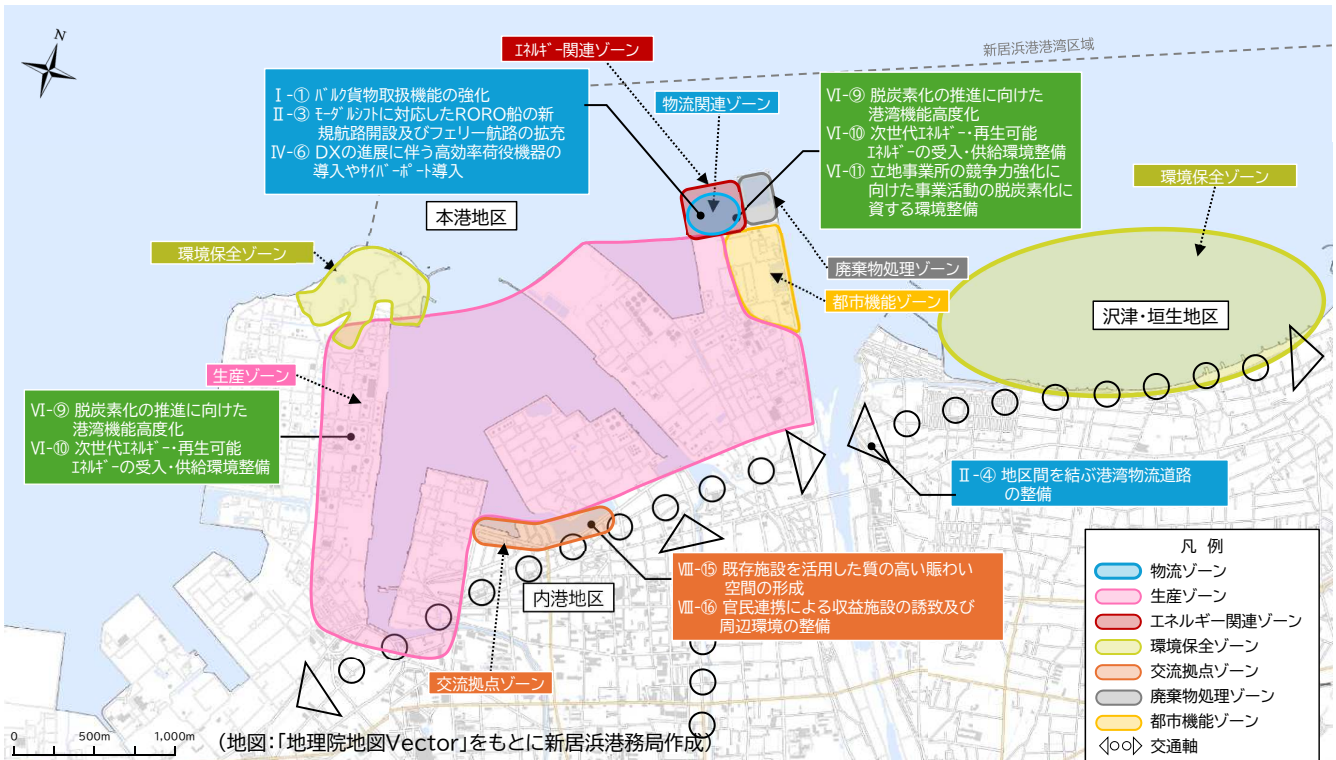 N
エネルギー関連ゾーン
新居浜港港湾区域
Ⅰ-① バルク貨物取扱機能の強化
Ⅱ-③ モーダルシフトに対応したRORO船の新
規航路開設及びフェリー航路の拡充
Ⅳ-⑥ DXの進展に伴う高効率荷役機器の
導入やサイバーポート導入
物流関連ゾーン
Ⅵ-⑨ 脱炭素化の推進に向けた
港湾機能高度化
Ⅵ-⑩ 次世代エネルギー・再生可能
エネルギーの受入・供給環境整備
Ⅵ-⑪ 立地事業所の競争力強化に
向けた事業活動の脱炭素化に
資する環境整備
環境保全ゾーン
本港地区
環境保全ゾーン
廃棄物処理ゾーン
都市機能ゾーン
沢津・垣生地区
生産ゾーン
Ⅵ-⑨ 脱炭素化の推進に向けた
港湾機能高度化
Ⅵ-⑩ 次世代エネルギー・再生可能
エネルギーの受入・供給環境整備
Ⅱ-④ 地区間を結ぶ港湾物流道路
の整備
Ⅷ-⑮ 既存施設を活用した質の高い賑わい
空間の形成
Ⅷ-⑯ 官民連携による収益施設の誘致及び
周辺環境の整備
内港地区
交流拠点ゾーン
凡 例
物流ゾーン
生産ゾーン
エネルギー関連ゾーン
環境保全ゾーン
交流拠点ゾーン
廃棄物処理ゾーン
都市機能ゾーン
交通軸
0 500m 1,000m
(地図:「地理院地図Vector」をもとに新居浜港務局作成)